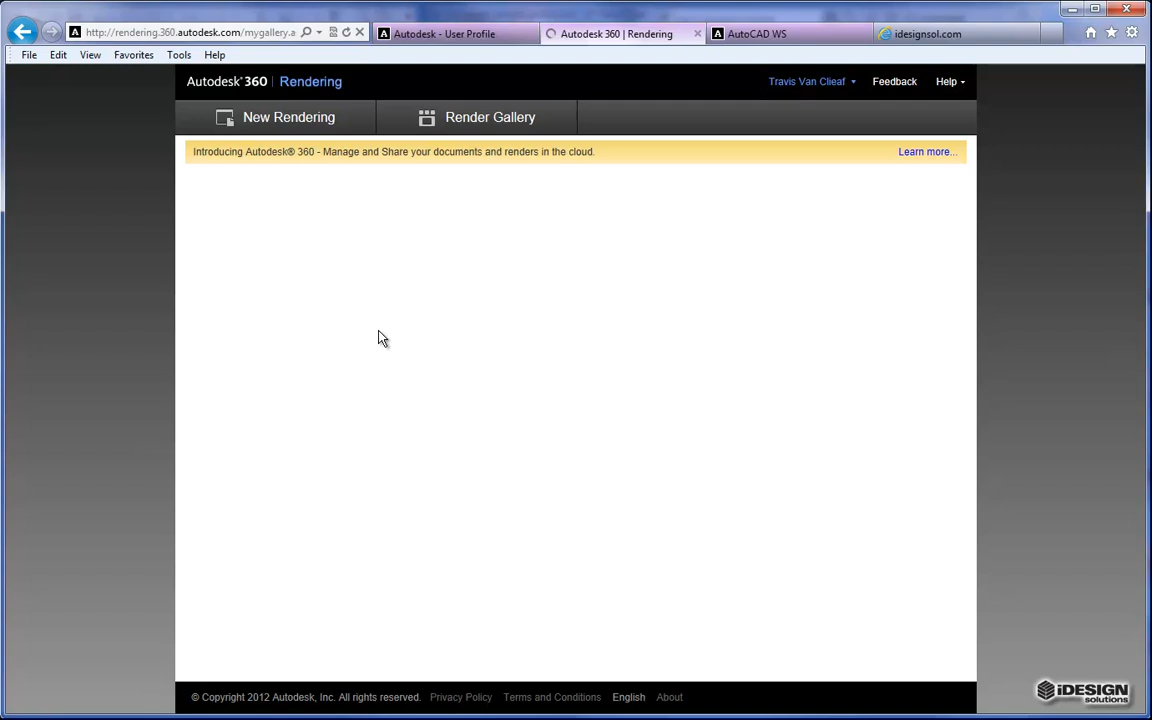 http://rendering.360.autodesk.com/mygallery.a
Autodesk - User Profile
Autodesk 360 | Rendering
AutoCAD WS
idesignsol.com
File Edit View Favorites Tools Help
Autodesk® 360 | Rendering
Travis Van Clieaf Feedback Help
New Rendering Render Gallery
Introducing Autodesk® 360 - Manage and Share your documents and renders in the cloud. Learn more...
© Copyright 2012 Autodesk, Inc. All rights reserved. Privacy Policy Terms and Conditions English About
iDESIGN
solutions